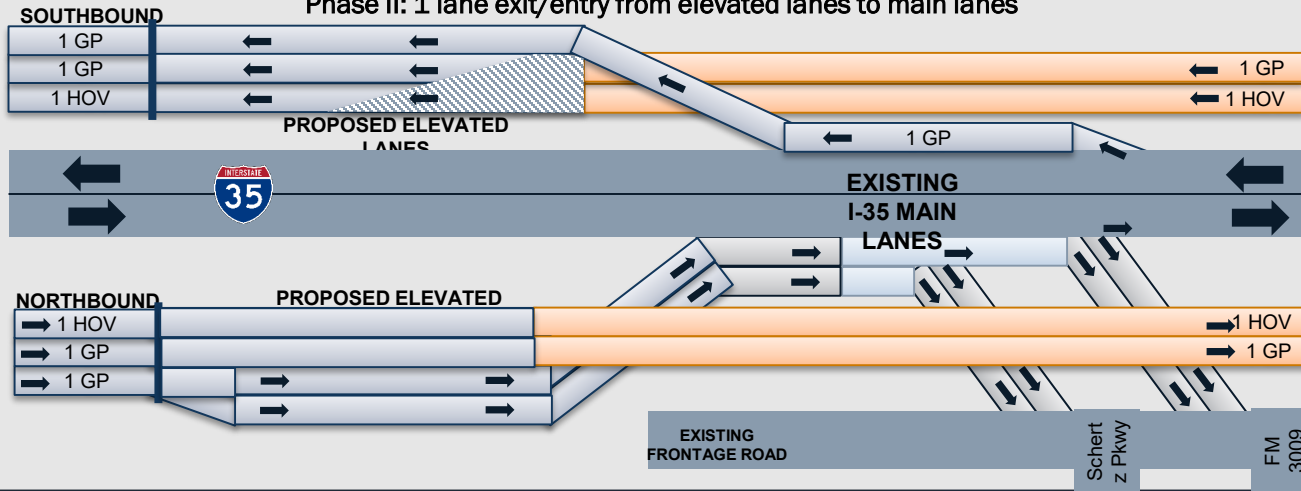 Phase II: 1 lane exit/entry from elevated lanes to main lanes
SOUTHBOUND
1 GP
1 GP
1 HOV
1 GP
1 HOV
1 GP
PROPOSED ELEVATED
LANES
INTERSTATE
35
EXISTING
I-35 MAIN
LANES
NORTHBOUND
PROPOSED ELEVATED
1 HOV
1 GP
1 GP
1 HOV
1 GP
EXISTING
FRONTAGE ROAD
Schert
z Pkwy
FM
3009